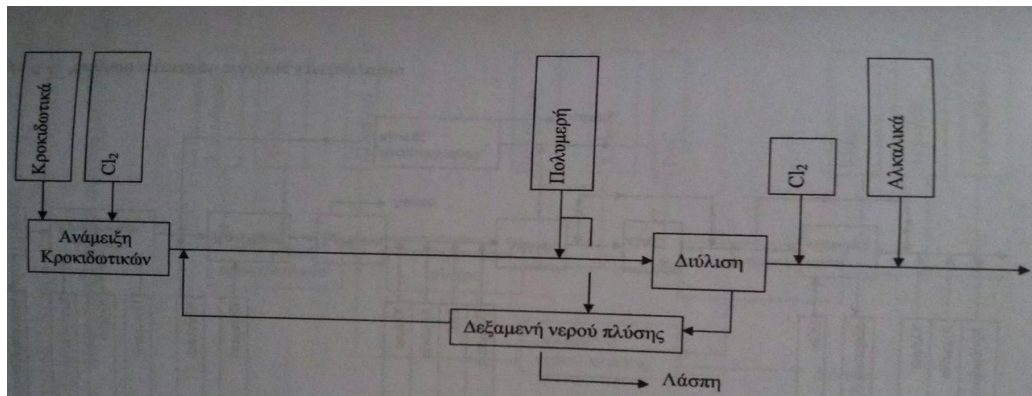 Κροκιδωτικά
Cl₂
Πολυμερή
Cl₂
Αλκαλικά
Ανάμειξη
Κροκιδωτικών
Διύλιση
Δεξαμενή νερού πλύσης
Λάσπη